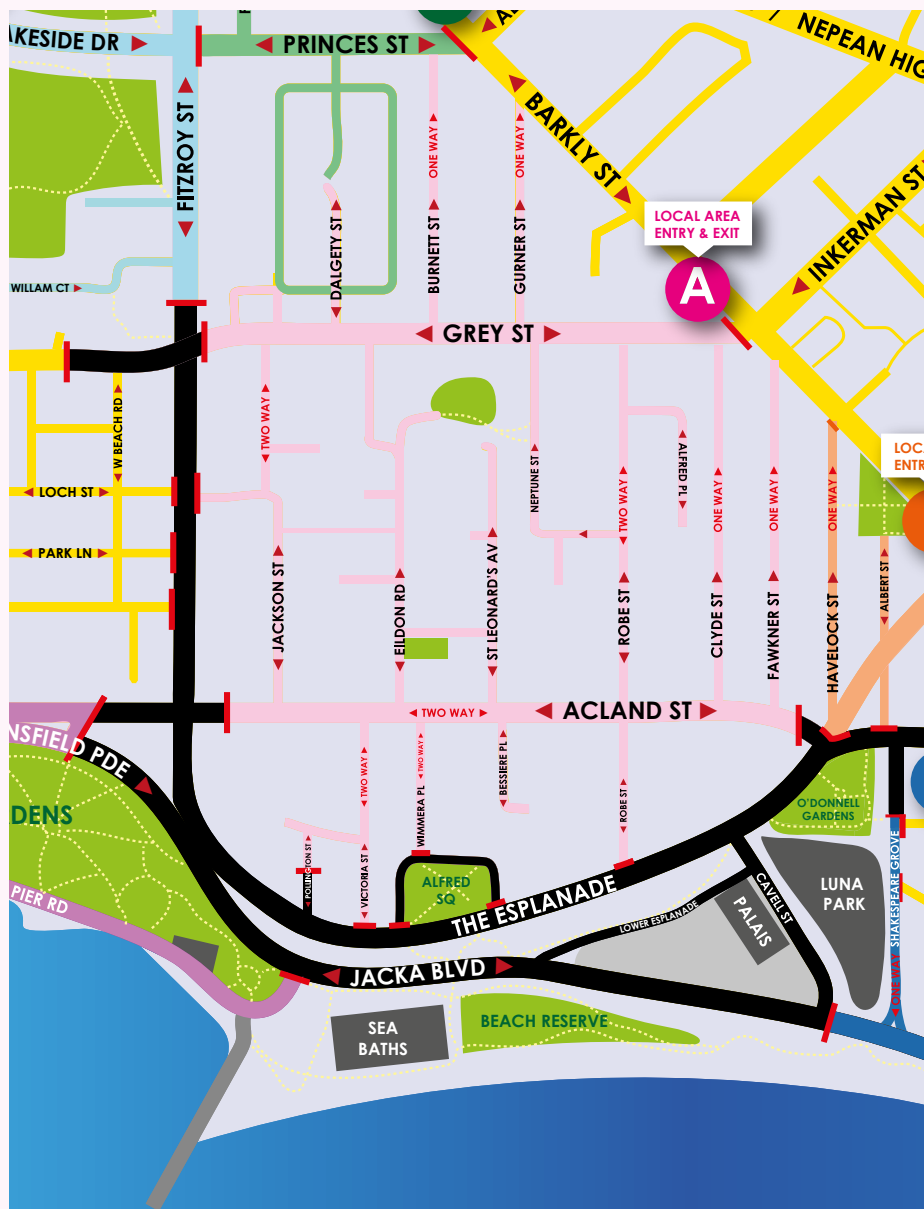 AKESIDE DR
PRINCES ST
NEPEAN HIG
FITZROY ST
BARKLY ST
ONE WAY
ONE WAY
LOCAL AREA
ENTRY & EXIT
A
INKERMAN ST
DALGETY ST
BURNETT ST
GURNER ST
WILLAM CT
GREY ST
W BEACH RD
TWO WAY
NEPTUNE ST
TWO WAY
ALFRED PL
ONE WAY
ONE WAY
ONE WAY
LOCA
ENTR
LOCH ST
PARK LN
JACKSON ST
EILDON RD
ST LEONARD'S AV
ROBE ST
CLYDE ST
FAWKNER ST
HAVELOCK ST
ALBERT ST
TWO WAY
ACLAND ST
NSFIELD PDE
TWO WAY
TWO WAY
BESSIERE PL
WIMMERA PL
ROBE ST
O'DONNELL
GARDENS
DENS
POLLINGTON ST
VICTORIA ST
ALFRED
SQ
THE ESPLANADE
LOWER ESPLANADE
CAVELL ST
PALAIS
LUNA
PARK
SHAKESPEARE GROVE
ONE WAY
PIER RD
JACKA BLVD
SEA
BATHS
BEACH RESERVE